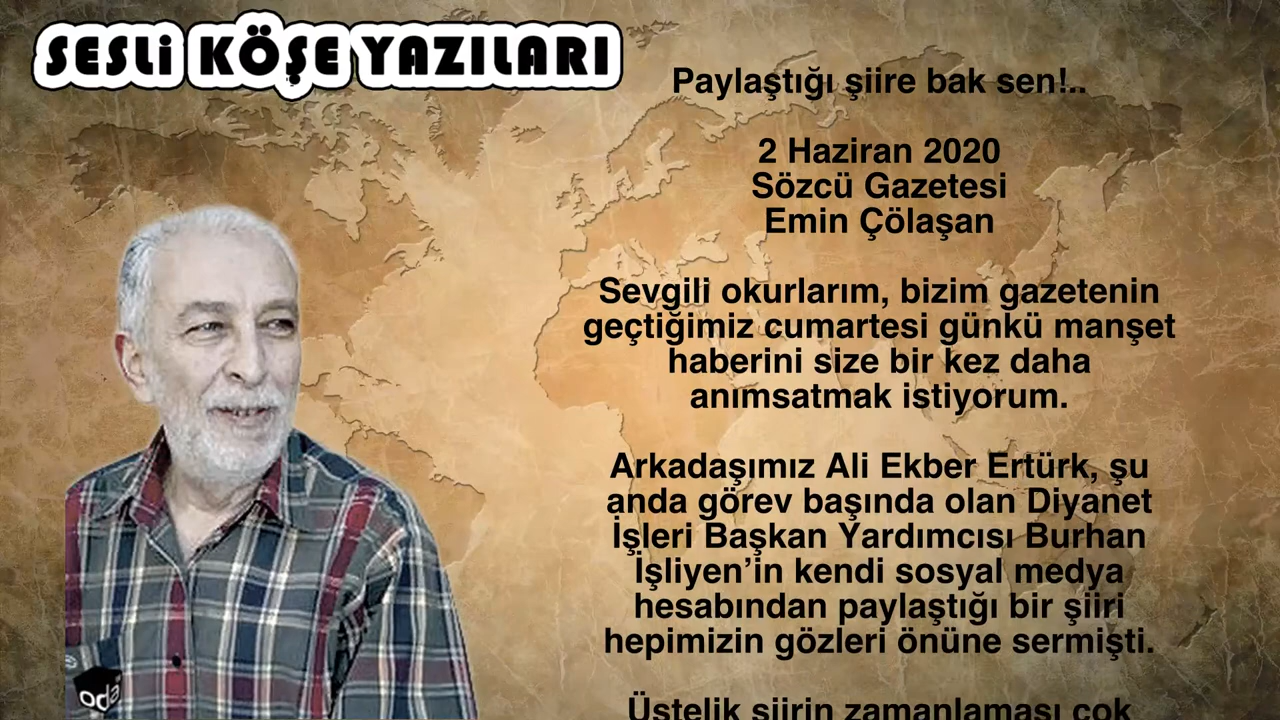 SESLİ KÖŞE YAZILARI
Paylaştığı şiire bak sen!..
2 Haziran 2020
Sözcü Gazetesi
Emin Çölaşan
Sevgili okurlarım, bizim gazetenin
geçtiğimiz cumartesi günkü manşet
haberini size bir kez daha
anımsatmak istiyorum.
Arkadaşımız Ali Ekber Ertürk, şu
anda görev başında olan Diyanet
İşleri Başkan Yardımcısı Burhan
İşliyen’in kendi sosyal medya
hesabından paylaştığı bir şiiri
hepimizin gözleri önüne sermişti.
Üstelik şiirin zamanlaması çok
oda